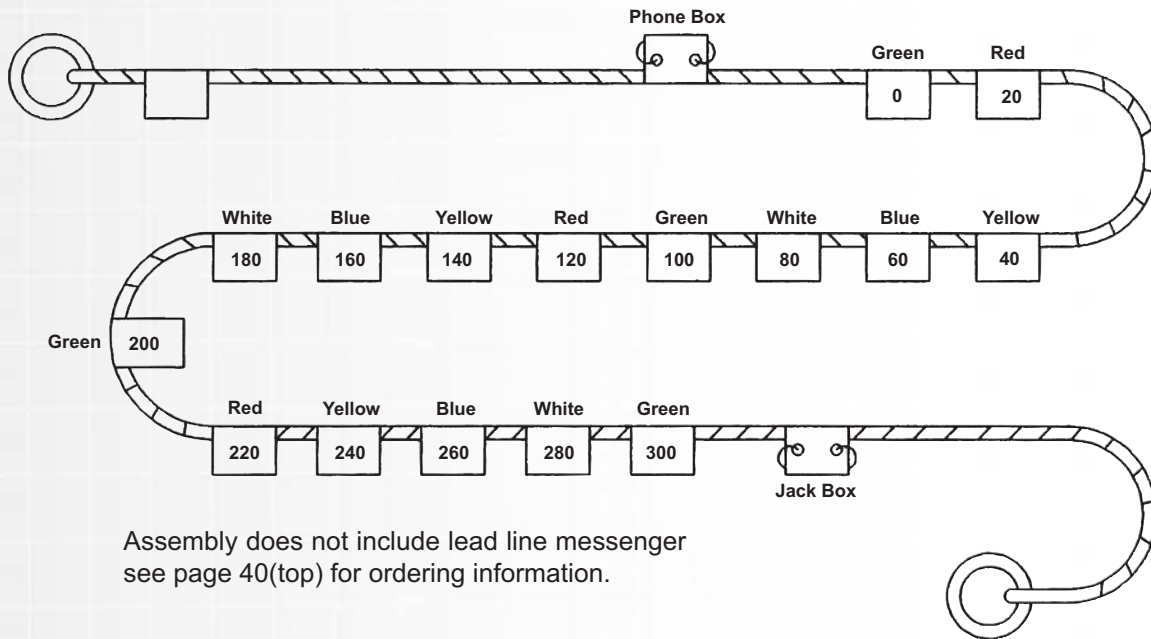 Phone Box
Green Red
0 20
White Blue Yellow Red Green White Blue Yellow
180 160 140 120 100 80 60 40
Green 200
Red Yellow Blue White Green
220 240 260 280 300
Jack Box
Assembly does not include lead line messenger
see page 40(top) for ordering information.